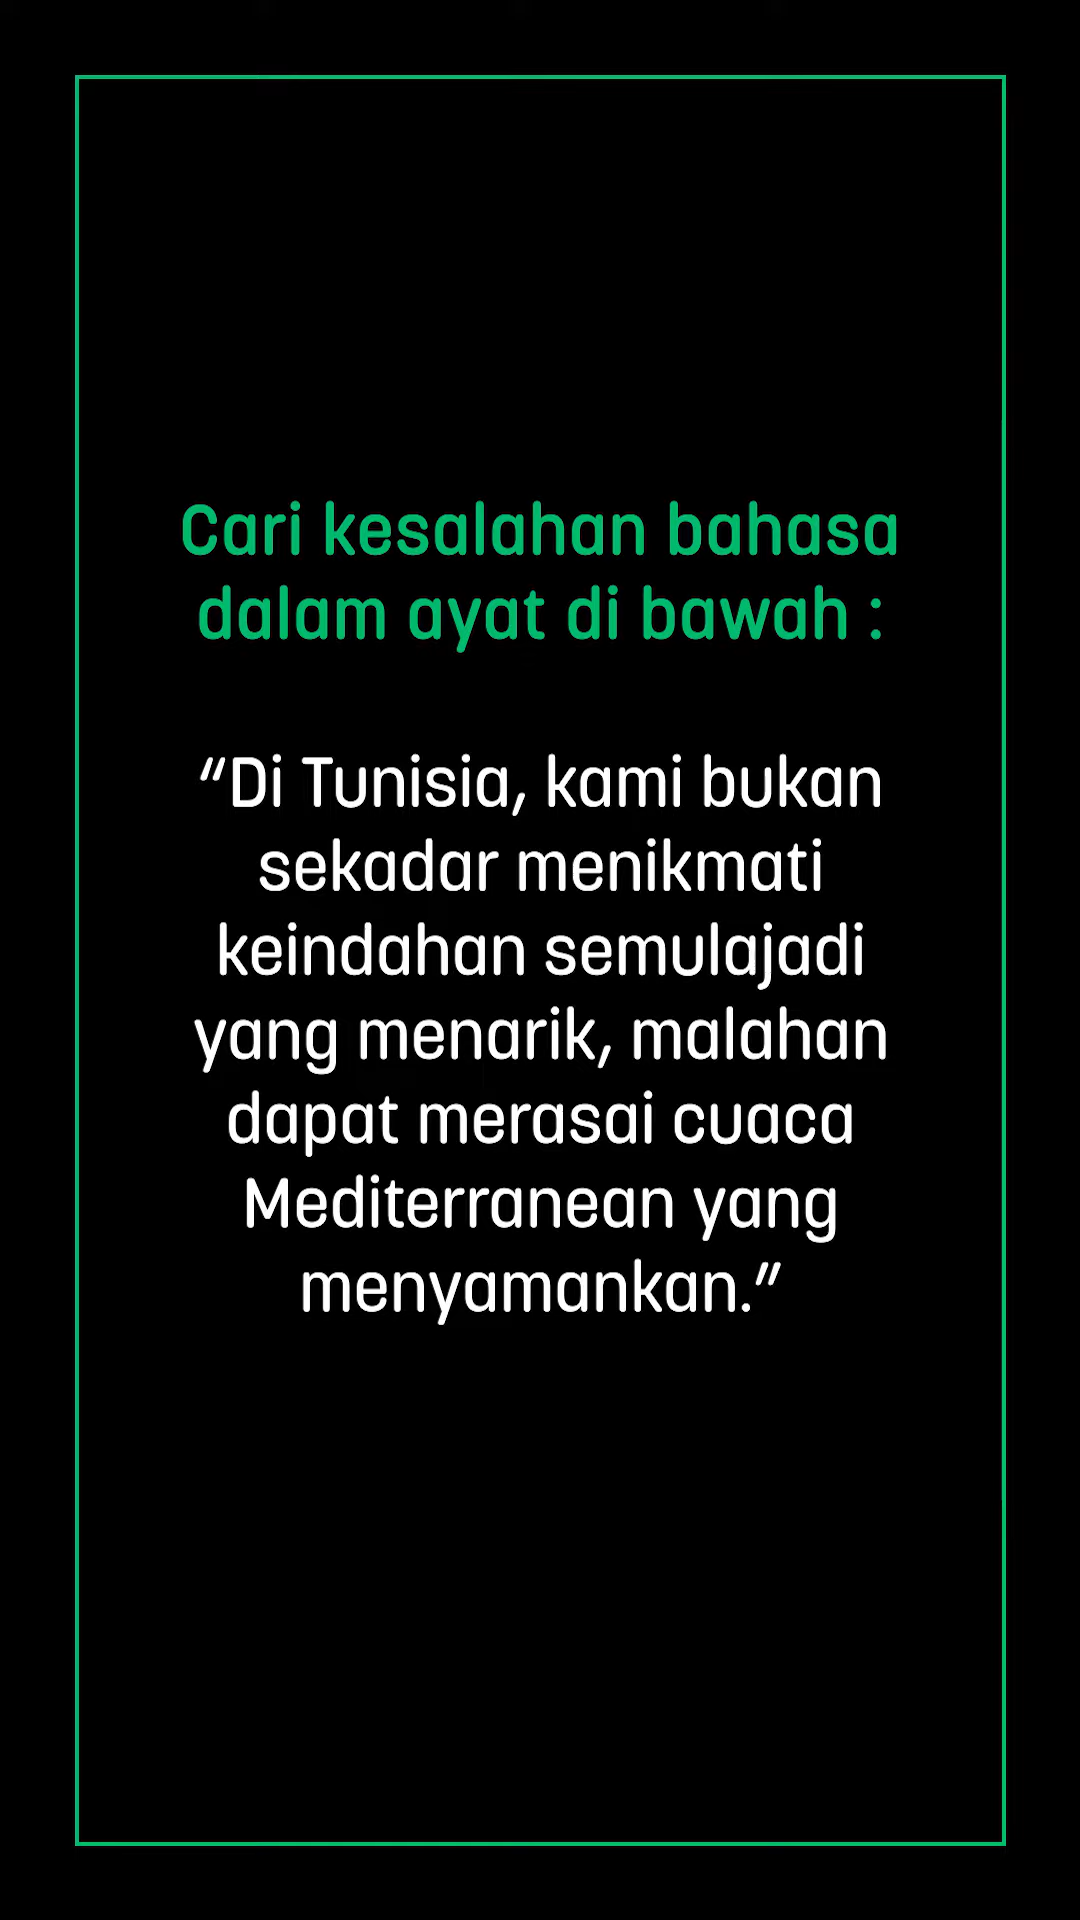 Cari kesalahan bahasa
dalam ayat di bawah :
“Di Tunisia, kami bukan
sekadar menikmati
keindahan semulajadi
yang menarik, malahan
dapat merasai cuaca
Mediterranean yang
menyamankan.”